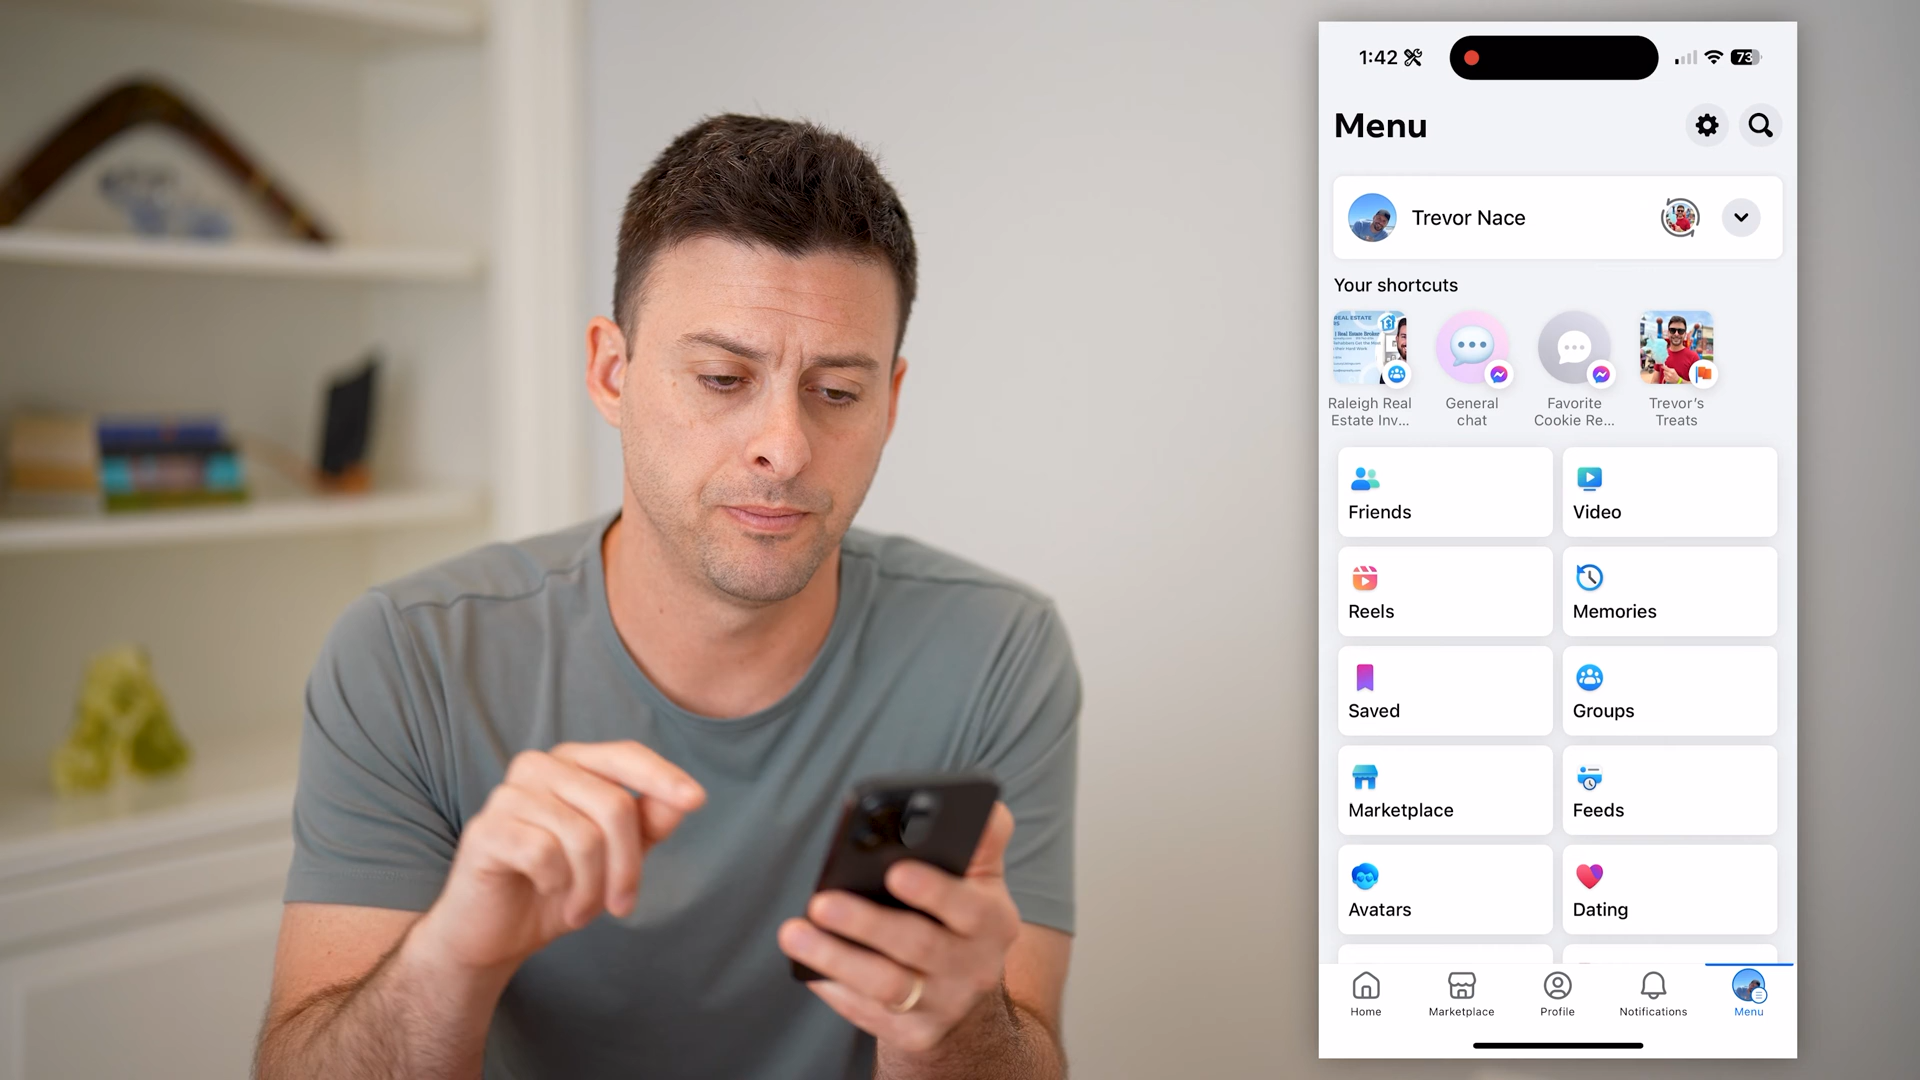 1:42
73
Menu
Trevor Nace
Your shortcuts
Raleigh Real
Estate Inv...
General
chat
Favorite
Cookie Re...
Trevor's
Treats
Friends
Video
Reels
Memories
Saved
Groups
Marketplace
Feeds
Avatars
Dating
Home
Marketplace
Profile
Notifications
Menu